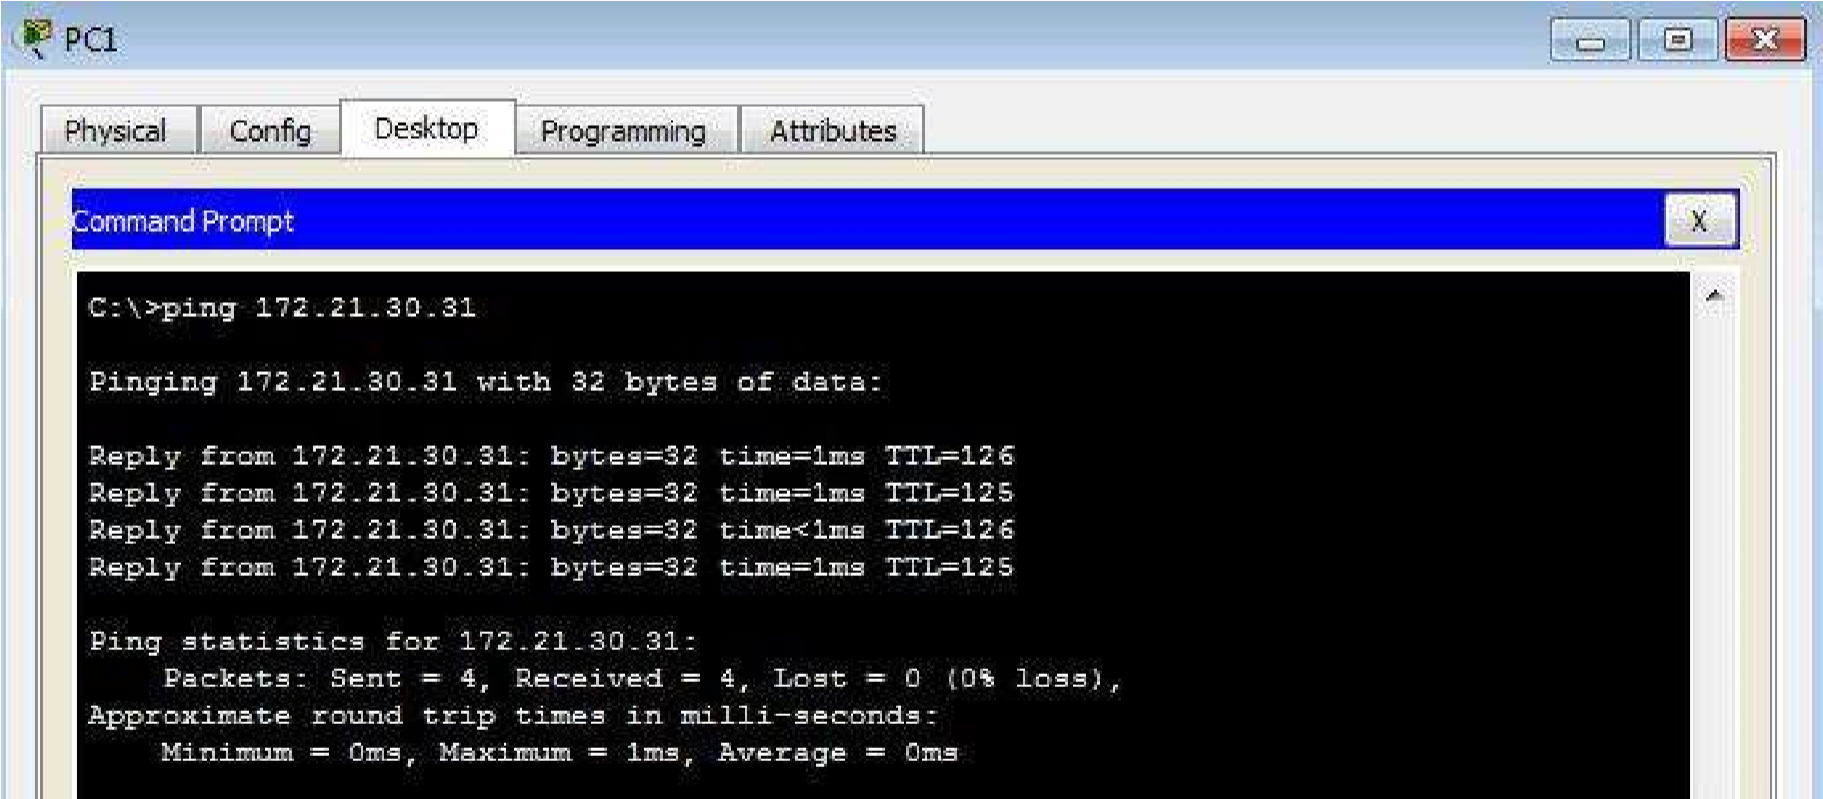 PC1
Physical Config Desktop Programming Attributes
Command Prompt X
C:\>ping 172.21.30.31
Pinging 172.21.30.31 with 32 bytes of data:
Reply from 172.21.30.31: bytes=32 time=1ms TTL=126
Reply from 172.21.30.31: bytes=32 time=1ms TTL=125
Reply from 172.21.30.31: bytes=32 time<1ms TTL=126
Reply from 172.21.30.31: bytes=32 time=1ms TTL=125
Ping statistics for 172.21.30.31:
Packets: Sent = 4, Received = 4, Lost = 0 (0% loss),
Approximate round trip times in milli-seconds:
Minimum = 0ms, Maximum = 1ms, Average = 0ms